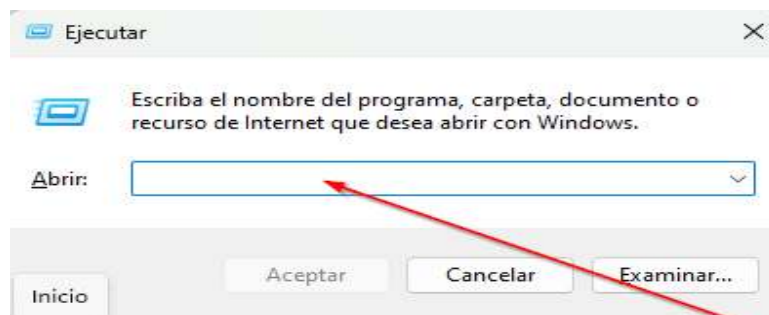 Ejecutar
Escriba el nombre del programa, carpeta, documento o
recurso de Internet que desea abrir con Windows.
Abrir:
Aceptar Cancelar Examinar...
Inicio